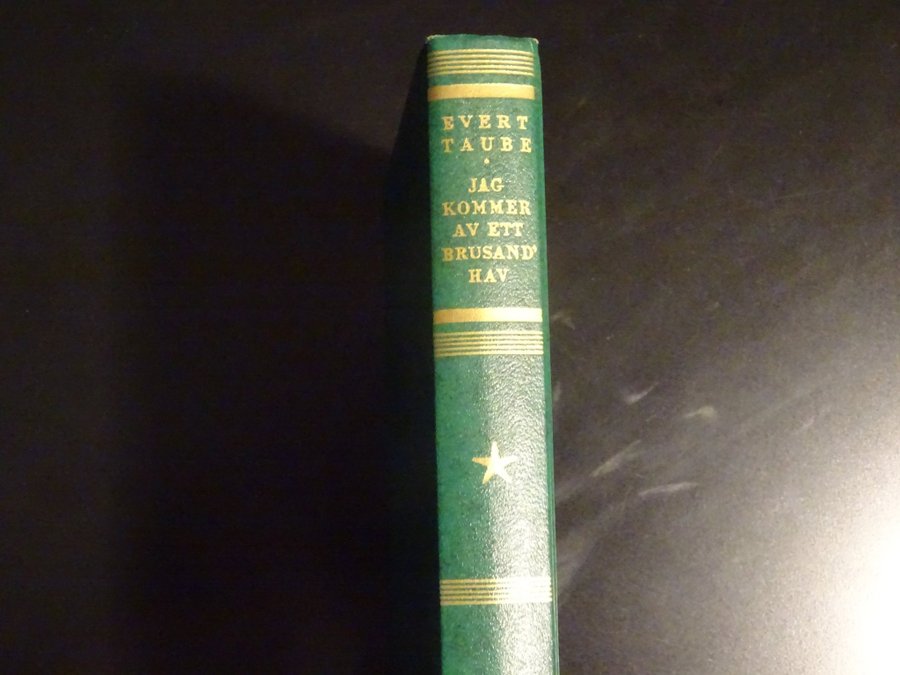 EVERT
TAUBE
•
JAG
KOMMER
AV ETT
BRUSAND'
HAV